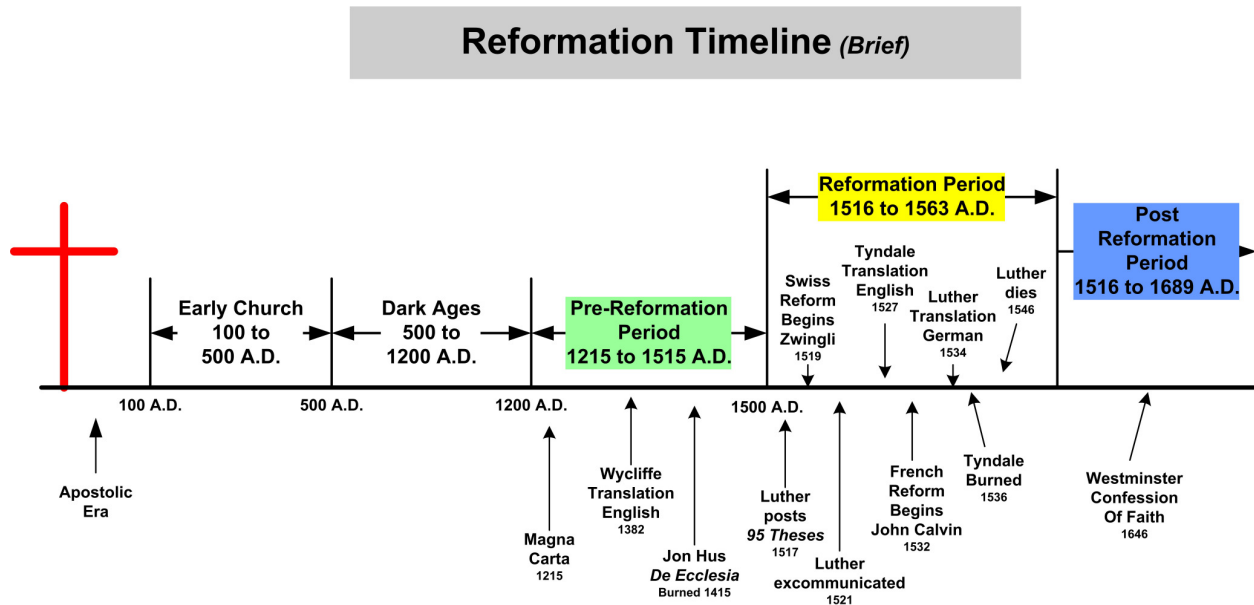 Reformation Timeline (Brief)
Reformation Period
1516 to 1563 A.D.
Post
Reformation
Period
1516 to 1689 A.D.
Early Church
100 to
500 A.D.
Dark Ages
500 to
1200 A.D.
Pre-Reformation
Period
1215 to 1515 A.D.
Swiss
Reform
Begins
Zwingli
1519
Tyndale
Translation
English
1527
Luther
Translation
German
1534
Luther
dies
1546
100 A.D.
500 A.D.
1200 A.D.
1500 A.D.
Apostolic
Era
Magna
Carta
1215
Wycliffe
Translation
English
1382
Jon Hus
De Ecclesia
Burned 1415
Luther
posts
95 Theses
1517
Luther
excommunicated
1521
French
Reform
Begins
John Calvin
1532
Tyndale
Burned
1536
Westminster
Confession
Of Faith
1646